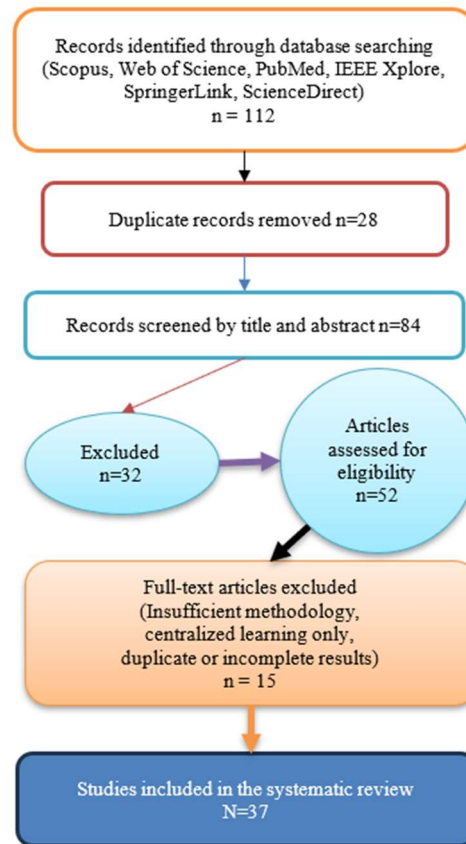 Records identified through database searching
(Scopus, Web of Science, PubMed, IEEE Xplore,
SpringerLink, ScienceDirect)
n = 112
Duplicate records removed n=28
Records screened by title and abstract n=84
Excluded
n=32
Articles
assessed for
eligibility
n=52
Full-text articles excluded
(Insufficient methodology,
centralized learning only,
duplicate or incomplete results)
n = 15
Studies included in the systematic review
N=37